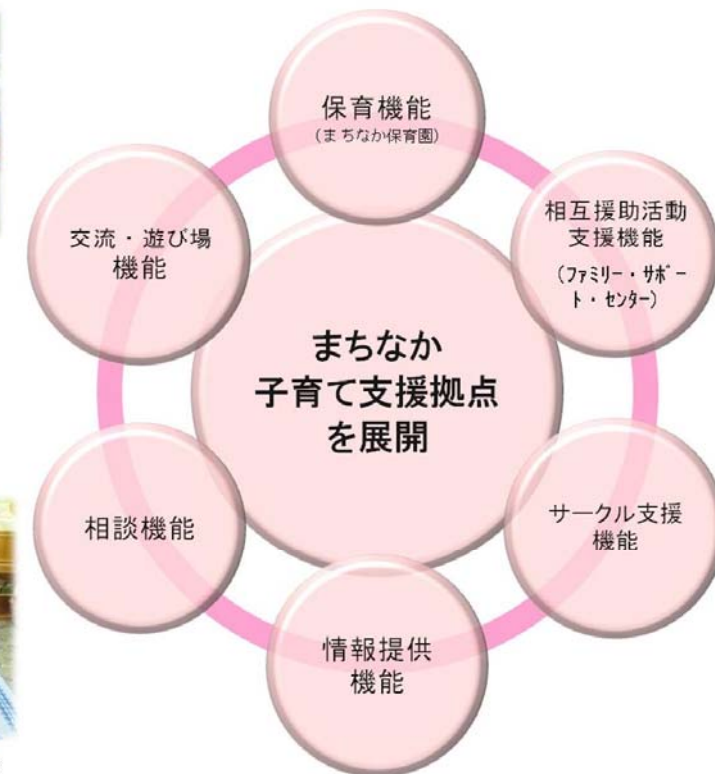 保育機能
(まちなか保育園)
相互援助活動
支援機能
(ファミリー・サポー
ト・センター)
サークル支援
機能
情報提供
機能
相談機能
交流・遊び場
機能
まちなか
子育て支援拠点
を展開